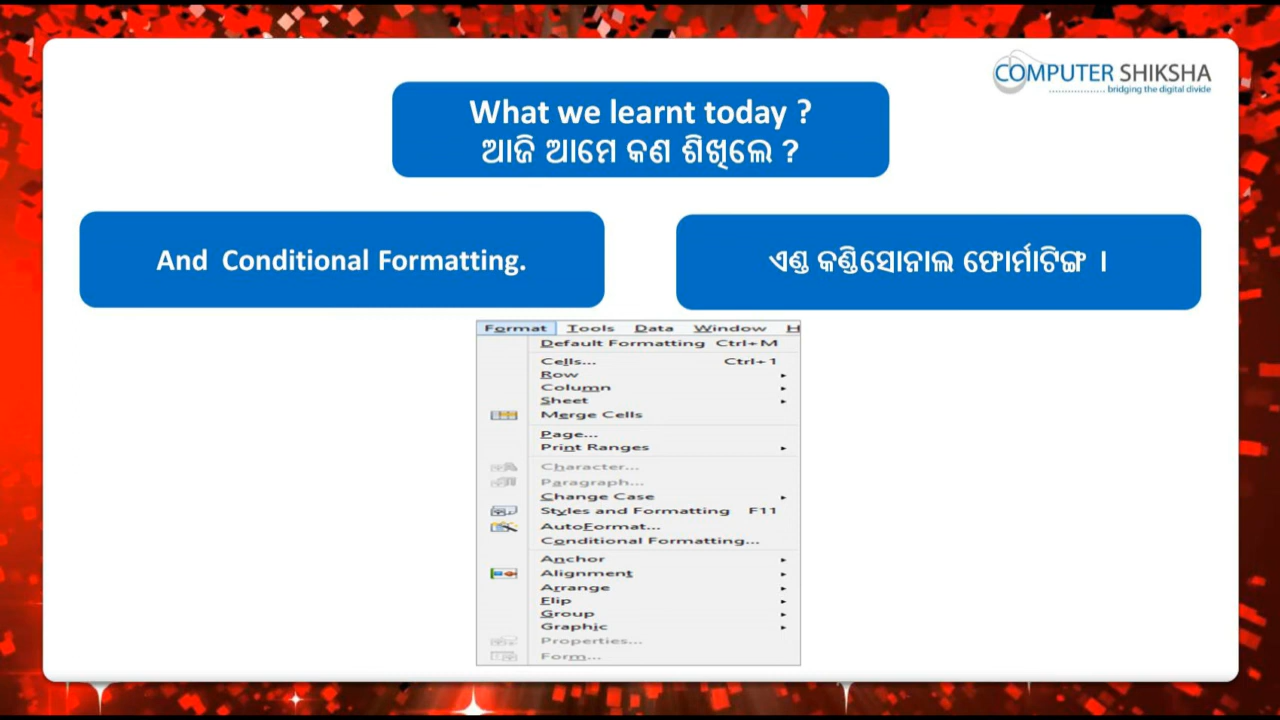 COMPUTER SHIKSHA
bridging the digital divide
What we learnt today ?
ଆଜି ଆମେ କଣ ଶିଖିଲେ ?
And Conditional Formatting.
ଏଣ୍ଡ କଣ୍ଡିସୋନାଲ ଫୋର୍ମାଟିଙ୍ଗ ।
Format Tools Data Window H
Default Formatting Ctrl+M
Cells... Ctrl+1
Row
Column
Sheet
Merge Cells
Page...
Print Ranges
Character...
Paragraph...
Change Case
Styles and Formatting F11
AutoFormat...
Conditional Formatting...
Anchor
Alignment
Arrange
Flip
Group
Graphic
Properties...
Form...